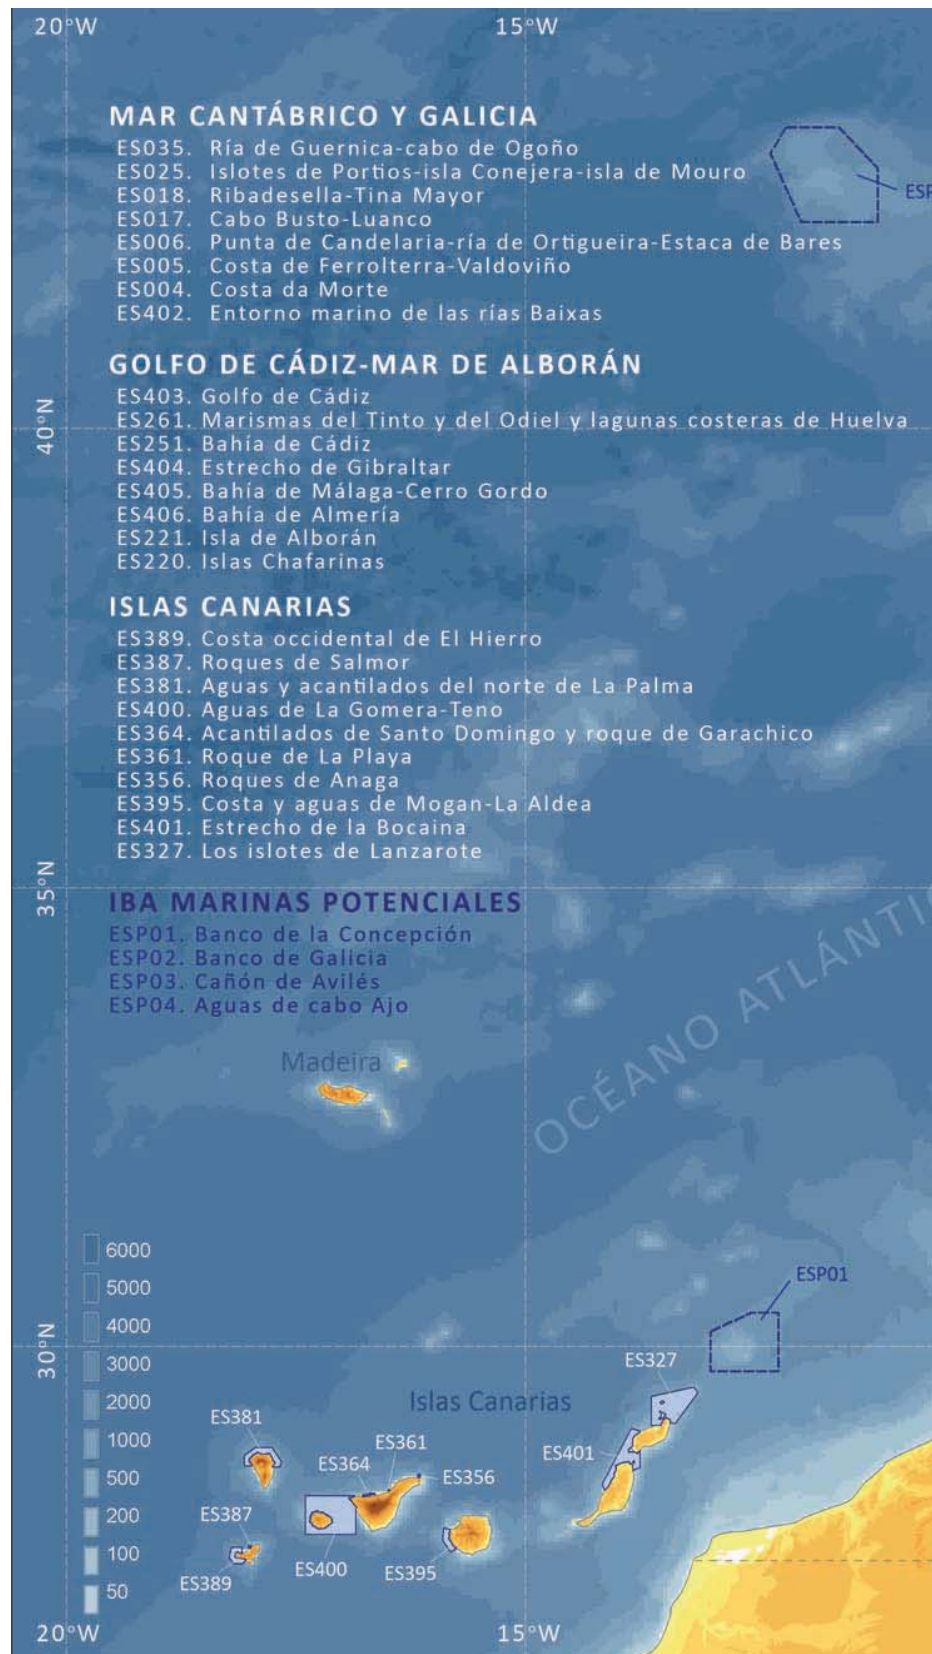 20°W 15°W
MAR CANTÁBRICO Y GALICIA
ES035. Ría de Guernica-cabo de Ogoño
ES025. Islotes de Portios-isla Conejera-isla de Mouro
ES018. Ribadesella-Tina Mayor
ESP
ES017. Cabo Busto-Luanco
ES006. Punta de Candelaria-ría de Ortigueira-Estaca de Bares
ES005. Costa de Ferrolterra-Valdoviño
ES004. Costa da Morte
ES402. Entorno marino de las rías Baixas
GOLFO DE CÁDIZ-MAR DE ALBORÁN
ES403. Golfo de Cádiz
ES261. Marismas del Tinto y del Odiel y lagunas costeras de Huelva
40°N
ES251. Bahía de Cádiz
ES404. Estrecho de Gibraltar
ES405. Bahía de Málaga-Cerro Gordo
ES406. Bahía de Almería
ES221. Isla de Alborán
ES220. Islas Chafarinas
ISLAS CANARIAS
ES389. Costa occidental de El Hierro
ES387. Roques de Salmor
ES381. Aguas y acantilados del norte de La Palma
ES400. Aguas de La Gomera-Teno
ES364. Acantilados de Santo Domingo y roque de Garachico
ES361. Roque de La Playa
ES356. Roques de Anaga
ES395. Costa y aguas de Mogan-La Aldea
ES401. Estrecho de la Bocaina
ES327. Los islotes de Lanzarote
35°N
IBA MARINAS POTENCIALES
ESP01. Banco de la Concepción
ESP02. Banco de Galicia
ESP03. Cañón de Avilés
ESP04. Aguas de cabo Ajo
OCÉANO ATLÁNTIC
Madeira
6000
5000
4000
3000
2000
1000
500
200
100
50
ESP01
30°N
ES327
Islas Canarias
ES381
ES361
ES401
ES364
ES356
ES387
ES400
ES395
ES389
20°W 15°W